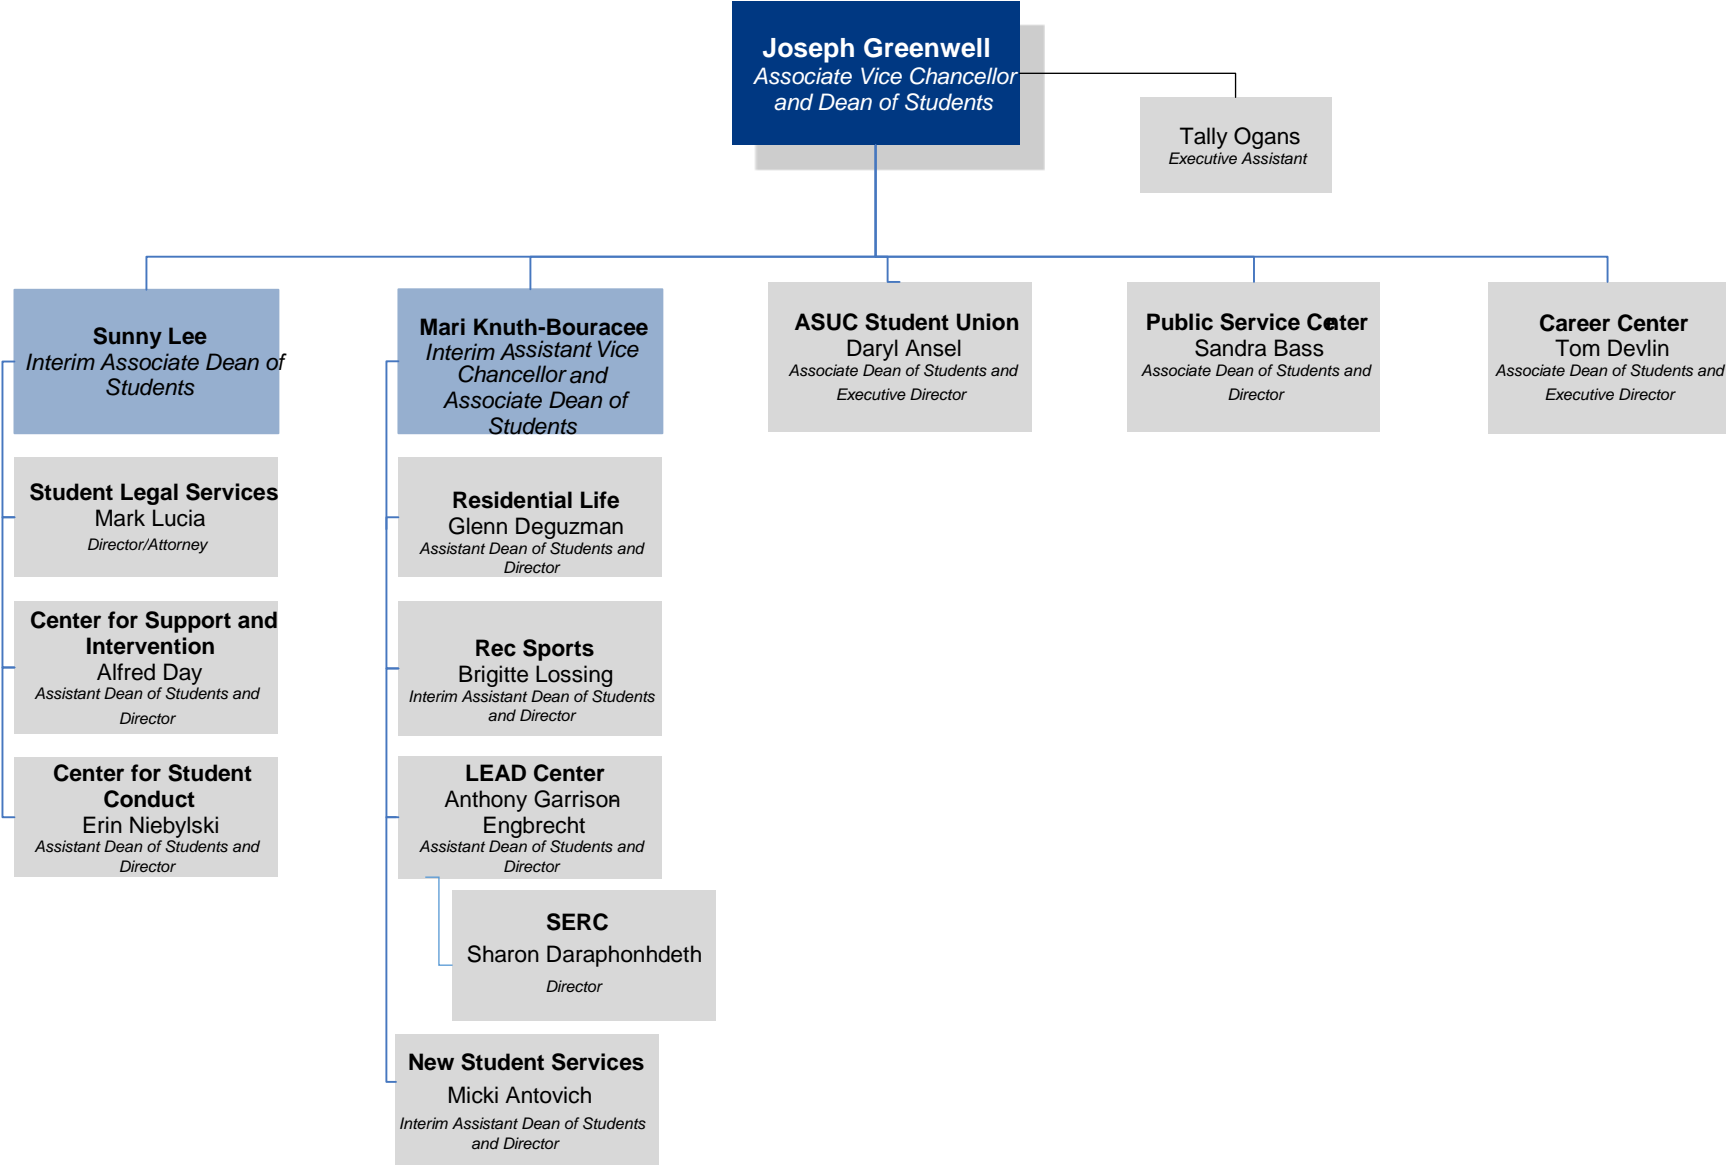 Joseph Greenwell
Associate Vice Chancellor
and Dean of Students
Tally Ogans
Executive Assistant
Sunny Lee
Interim Associate Dean of
Students
Mari Knuth-Bouracee
Interim Assistant Vice
Chancellor and
Associate Dean of
Students
ASUC Student Union
Daryl Ansel
Associate Dean of Students and
Executive Director
Public Service Center
Sandra Bass
Associate Dean of Students and
Director
Career Center
Tom Devlin
Associate Dean of Students and
Executive Director
Student Legal Services
Mark Lucia
Director/Attorney
Center for Support and
Intervention
Alfred Day
Assistant Dean of Students and
Director
Center for Student
Conduct
Erin Niebylski
Assistant Dean of Students and
Director
Residential Life
Glenn Deguzman
Assistant Dean of Students and
Director
Rec Sports
Brigitte Lossing
Interim Assistant Dean of Students
and Director
LEAD Center
Anthony Garrison-
Engbrecht
Assistant Dean of Students and
Director
SERC
Sharon Daraphonhdeth
Director
New Student Services
Micki Antovich
Interim Assistant Dean of Students
and Director